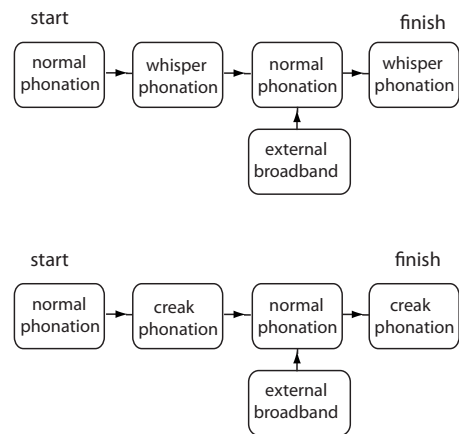 start
finish
normal
phonation
whisper
phonation
normal
phonation
whisper
phonation
external
broadband
start
finish
normal
phonation
creak
phonation
normal
phonation
creak
phonation
external
broadband